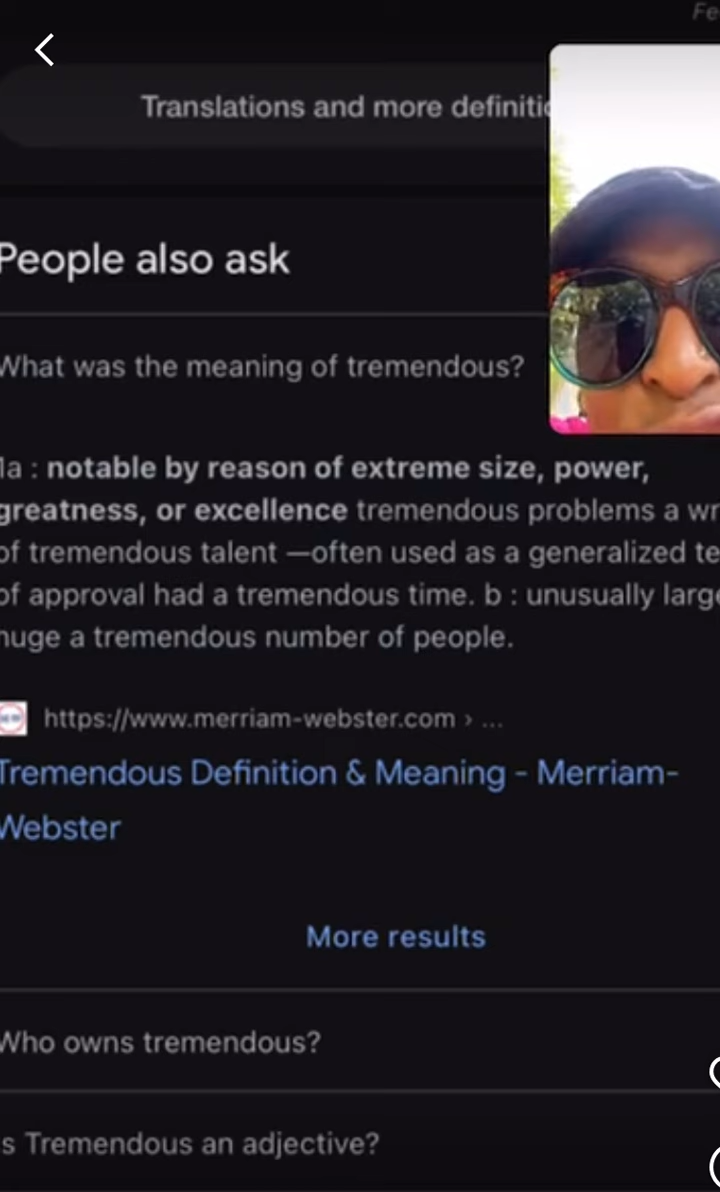 Fe
Translations and more definitio
People also ask
What was the meaning of tremendous?
1a : notable by reason of extreme size, power,
greatness, or excellence tremendous problems a wr
of tremendous talent —often used as a generalized te
of approval had a tremendous time. b : unusually large
huge a tremendous number of people.
https://www.merriam-webster.com › ...
Tremendous Definition & Meaning - Merriam-
Webster
More results
Who owns tremendous?
Is Tremendous an adjective?